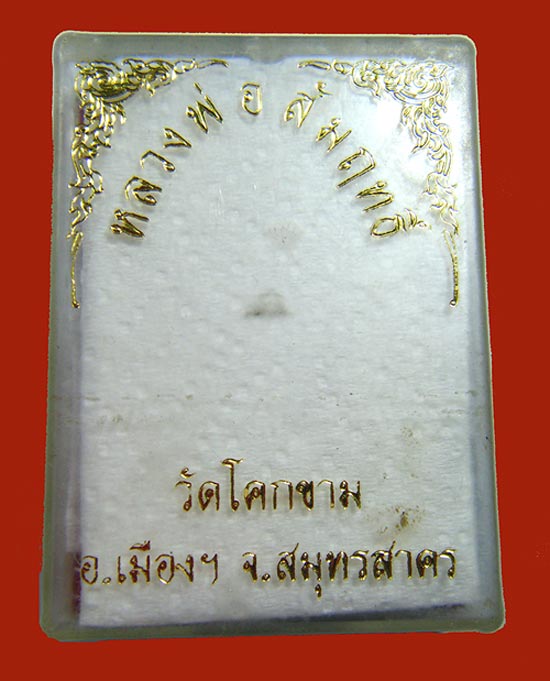 หลวงพ่อสัมฤทธิ์
วัดโคกขาม
อ.เมืองฯ จ.สมุทรสาคร